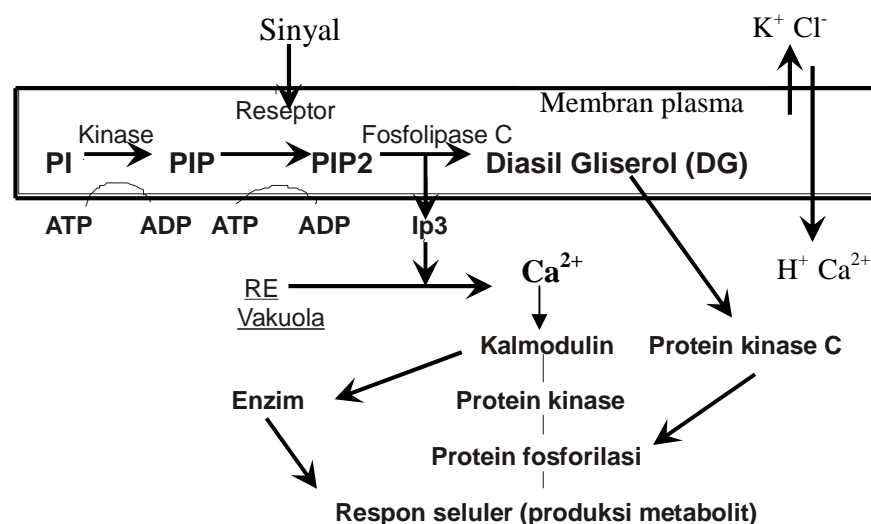 Sinyal
K⁺ Cl⁻
Reseptor
Membran plasma
Kinase
Fosfolipase C
PI
PIP
PIP2
Diasil Gliserol (DG)
ATP
ADP
ATP
ADP
Ip3
H⁺ Ca²⁺
Ca²⁺
RE
Vakuola
Kalmodulin
Protein kinase C
Enzim
Protein kinase
Protein fosforilasi
Respon seluler (produksi metabolit)